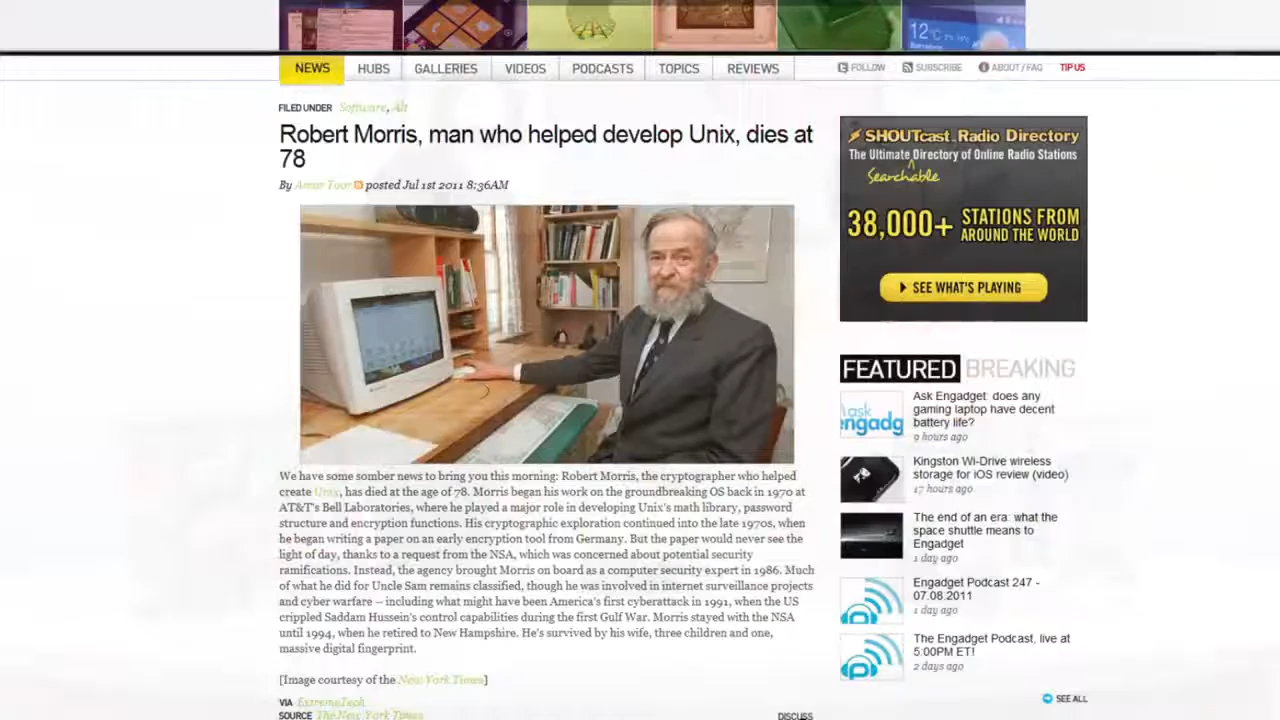 12°C
NEWS HUBS GALLERIES VIDEOS PODCASTS TOPICS REVIEWS
FOLLOW SUBSCRIBE ABOUT / FAQ TIP US
FILED UNDER Software, Alt
Robert Morris, man who helped develop Unix, dies at
78
By Amar Toor posted Jul 1st 2011 8:36AM
We have some somber news to bring you this morning: Robert Morris, the cryptographer who helped
create Unix, has died at the age of 78. Morris began his work on the groundbreaking OS back in 1970 at
AT&T's Bell Laboratories, where he played a major role in developing Unix's math library, password
structure and encryption functions. His cryptographic exploration continued into the late 1970s, when
he began writing a paper on an early encryption tool from Germany. But the paper would never see the
light of day, thanks to a request from the NSA, which was concerned about potential security
ramifications. Instead, the agency brought Morris on board as a computer security expert in 1986. Much
of what he did for Uncle Sam remains classified, though he was involved in internet surveillance projects
and cyber warfare -- including what might have been America's first cyberattack in 1991, when the US
crippled Saddam Hussein's control capabilities during the first Gulf War. Morris stayed with the NSA
until 1994, when he retired to New Hampshire. He's survived by his wife, three children and one,
massive digital fingerprint.
[Image courtesy of the New York Times]
VIA ExtremeTech
SOURCE The New York Times
DISCUSS
SHOUTcast Radio Directory
The Ultimate Directory of Online Radio Stations
Searchable
38,000+ STATIONS FROM
AROUND THE WORLD
SEE WHAT'S PLAYING
FEATURED BREAKING
ask
engadg
Ask Engadget: does any
gaming laptop have decent
battery life?
9 hours ago
Kingston Wi-Drive wireless
storage for iOS review (video)
17 hours ago
The end of an era: what the
space shuttle means to
Engadget
1 day ago
Engadget Podcast 247 -
07.08.2011
1 day ago
The Engadget Podcast, live at
5:00PM ET!
2 days ago
SEE ALL